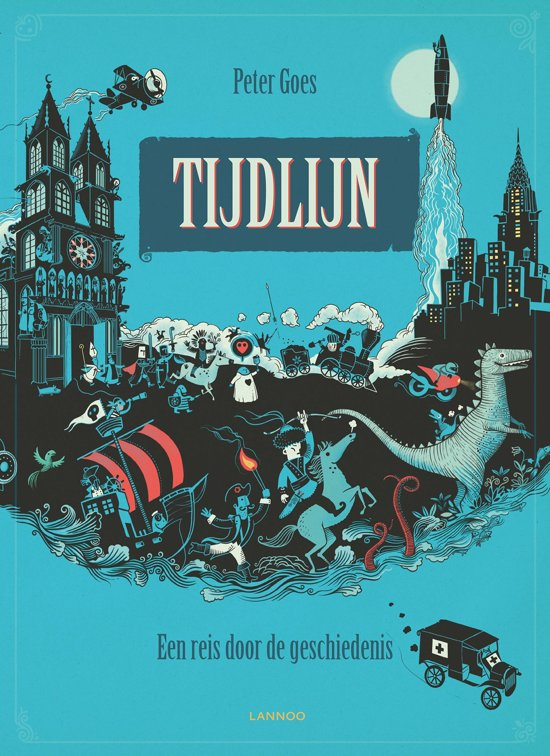 Peter Goes
TIJDLIJN
Een reis door de geschiedenis
LANNOO